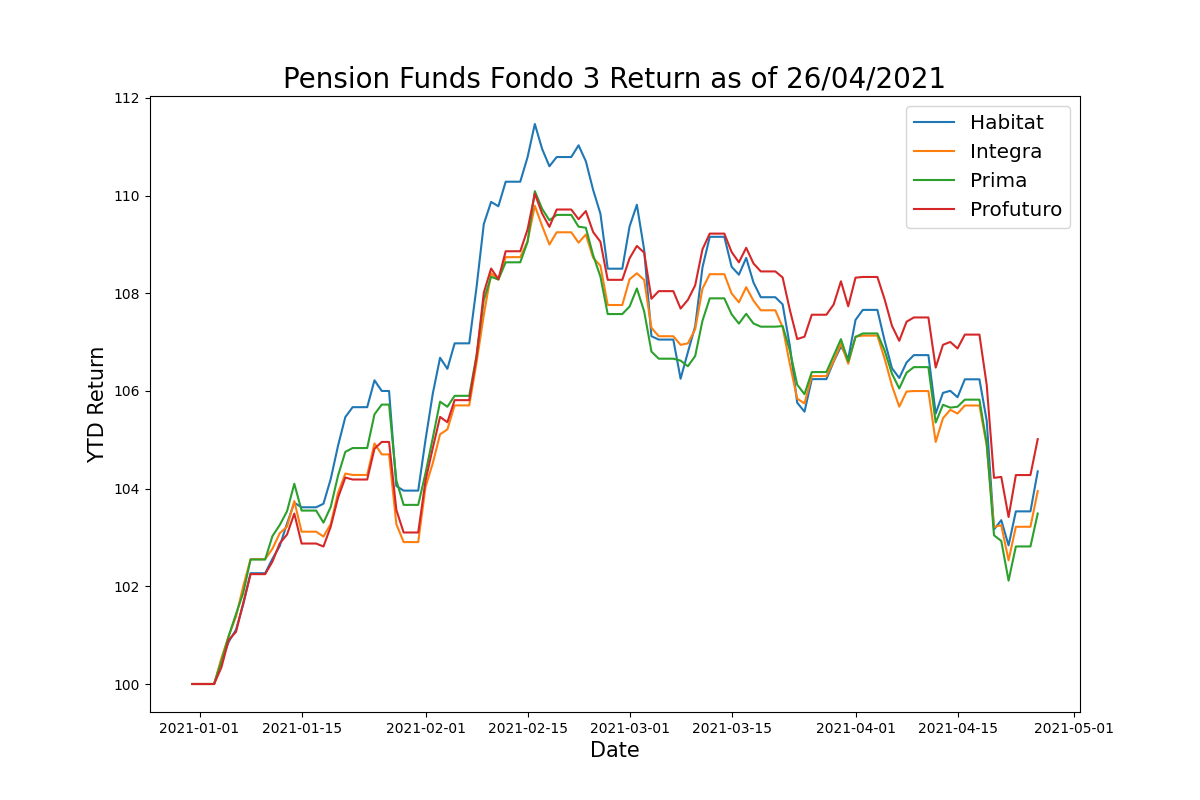 Pension Funds Fondo 3 Return as of 26/04/2021
112
110
108
106
104
102
100
YTD Return
Habitat
Integra
Prima
Profuturo
2021-01-01 2021-01-15 2021-02-01 2021-02-15 2021-03-01 2021-03-15 2021-04-01 2021-04-15 2021-05-01
Date